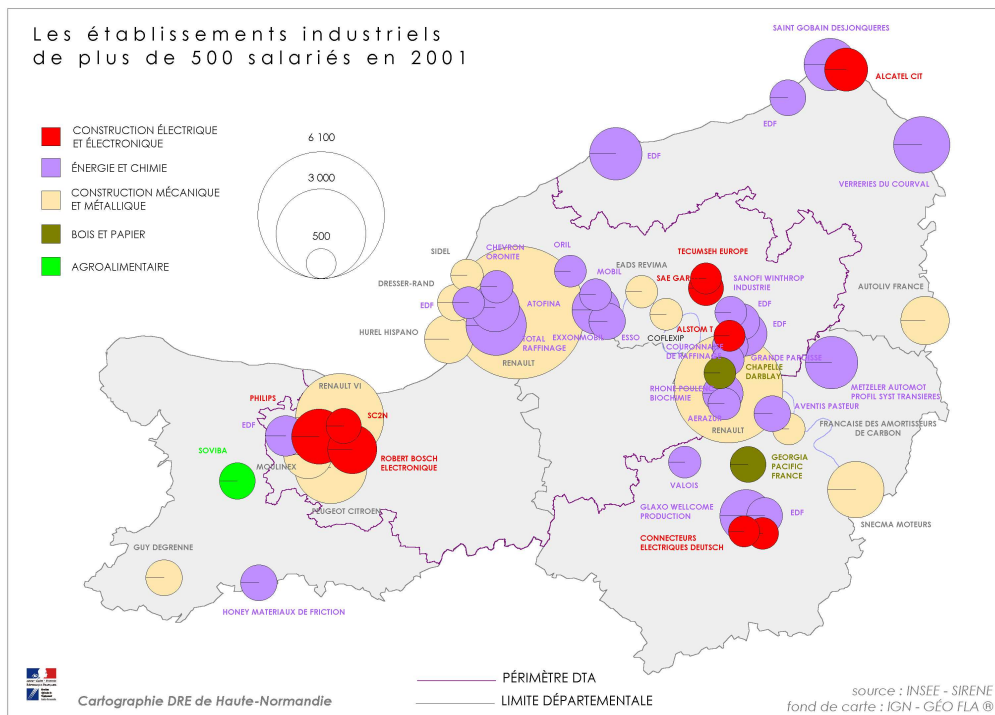 Les établissements industriels
de plus de 500 salariés en 2001
CONSTRUCTION ÉLECTRIQUE
ET ÉLECTRONIQUE
ÉNERGIE ET CHIMIE
CONSTRUCTION MÉCANIQUE
ET MÉTALLIQUE
BOIS ET PAPIER
AGROALIMENTAIRE
6 100
3 000
500
SAINT GOBAIN DESJONQUERES
ALCATEL CIT
EDF
EDF
VERRERIES DU COURVAL
SIDEL
CHEVRON
ORONITE
ORIL
DRESSER-RAND
MOBIL
EADS REVIMA
TECUMSEH EUROPE
SAE GAR
SANOFI WINTHROP
INDUSTRIE
AUTOLIV FRANCE
EDF
ATOFINA
EDF
HUREL HISPANO
TOTAL
RAFFINAGE
EXXONMOBIL
ESSO
COFLEXIP
ALSTOM T
EDF
RENAULT
COURONNAISE
DE RAFFINAGE
GRANDE PAROISSE
CHAPELLE
DARBLAY
METZELER AUTOMOT
PROFIL SYST TRANSIERES
RENAULT VI
PHILIPS
SC2N
RHONE POULENC
BIOCHIMIE
AERAZUR
AVENTIS PASTEUR
EDF
RENAULT
FRANCAISE DES AMORTISSEURS
DE CARBON
SOVIBA
ROBERT BOSCH
ELECTRONIQUE
MOULINEX
GEORGIA
PACIFIC
FRANCE
VALOIS
PEUGEOT CITROEN
GLAXO WELLCOME
PRODUCTION
EDF
SNECMA MOTEURS
CONNECTEURS
ELECTRIQUES DEUTSCH
GUY DEGRENNE
HONEY MATERIAUX DE FRICTION
PÉRIMÈTRE DTA
LIMITE DÉPARTEMENTALE
Cartographie DRE de Haute-Normandie
source : INSEE - SIRENE
fond de carte : IGN - GÉO FLA ®